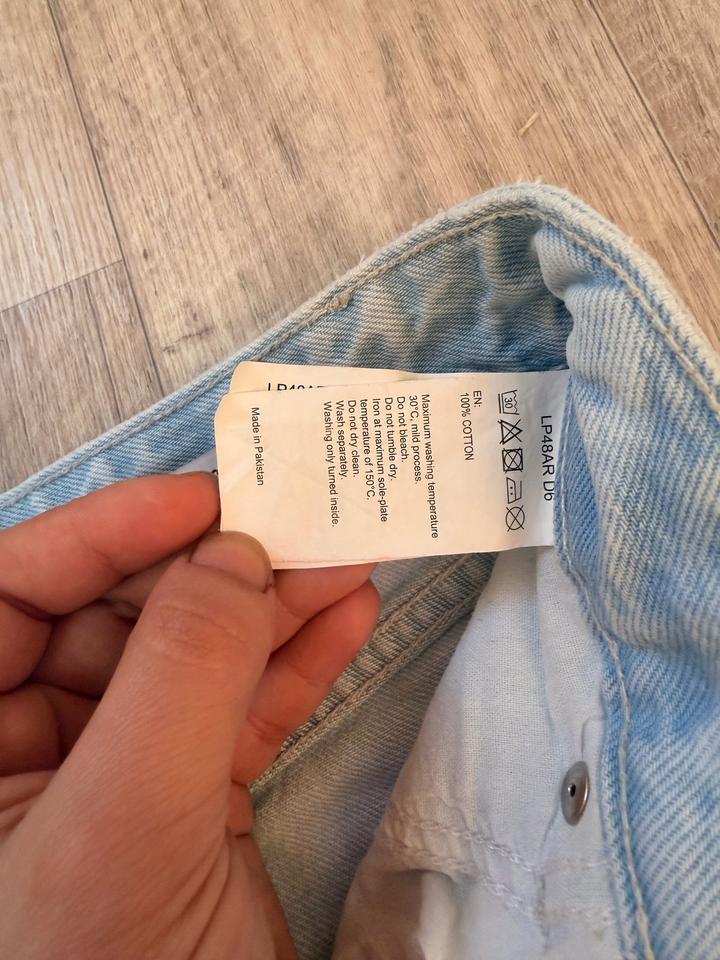 LP48AR D6
30
EN:
100% COTTON
Maximum washing temperature
30°C, mild process.
Do not bleach.
Do not tumble dry.
Iron at maximum sole-plate
temperature of 150°C.
Do not dry clean.
Wash separately.
Washing only turned inside.
Made in Pakistan